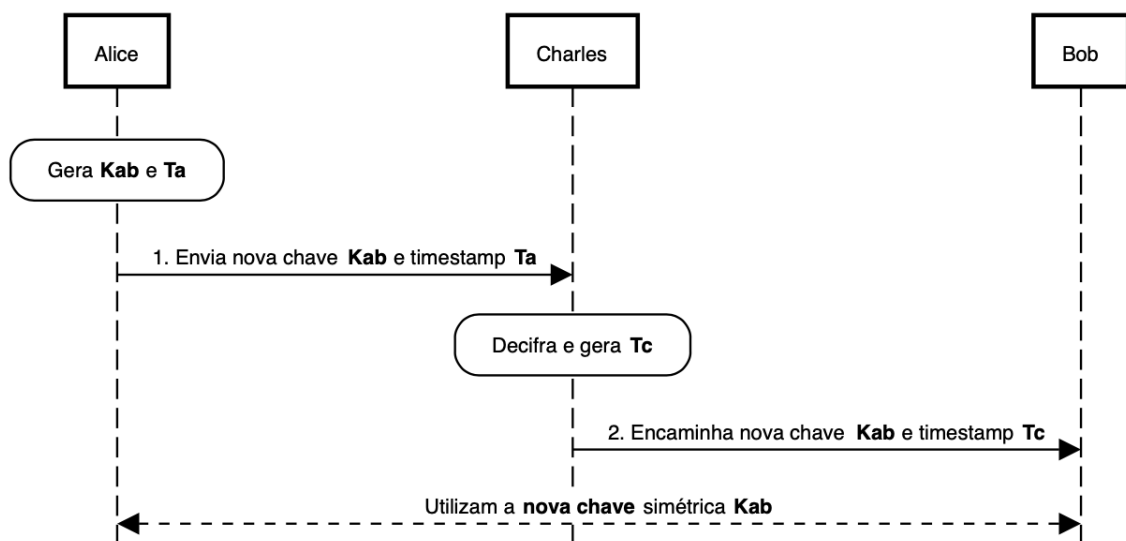 Alice
Charles
Bob
Gera Kab e Ta
1. Envia nova chave Kab e timestamp Ta
Decifra e gera Tc
2. Encaminha nova chave Kab e timestamp Tc
Utilizam a nova chave simétrica Kab